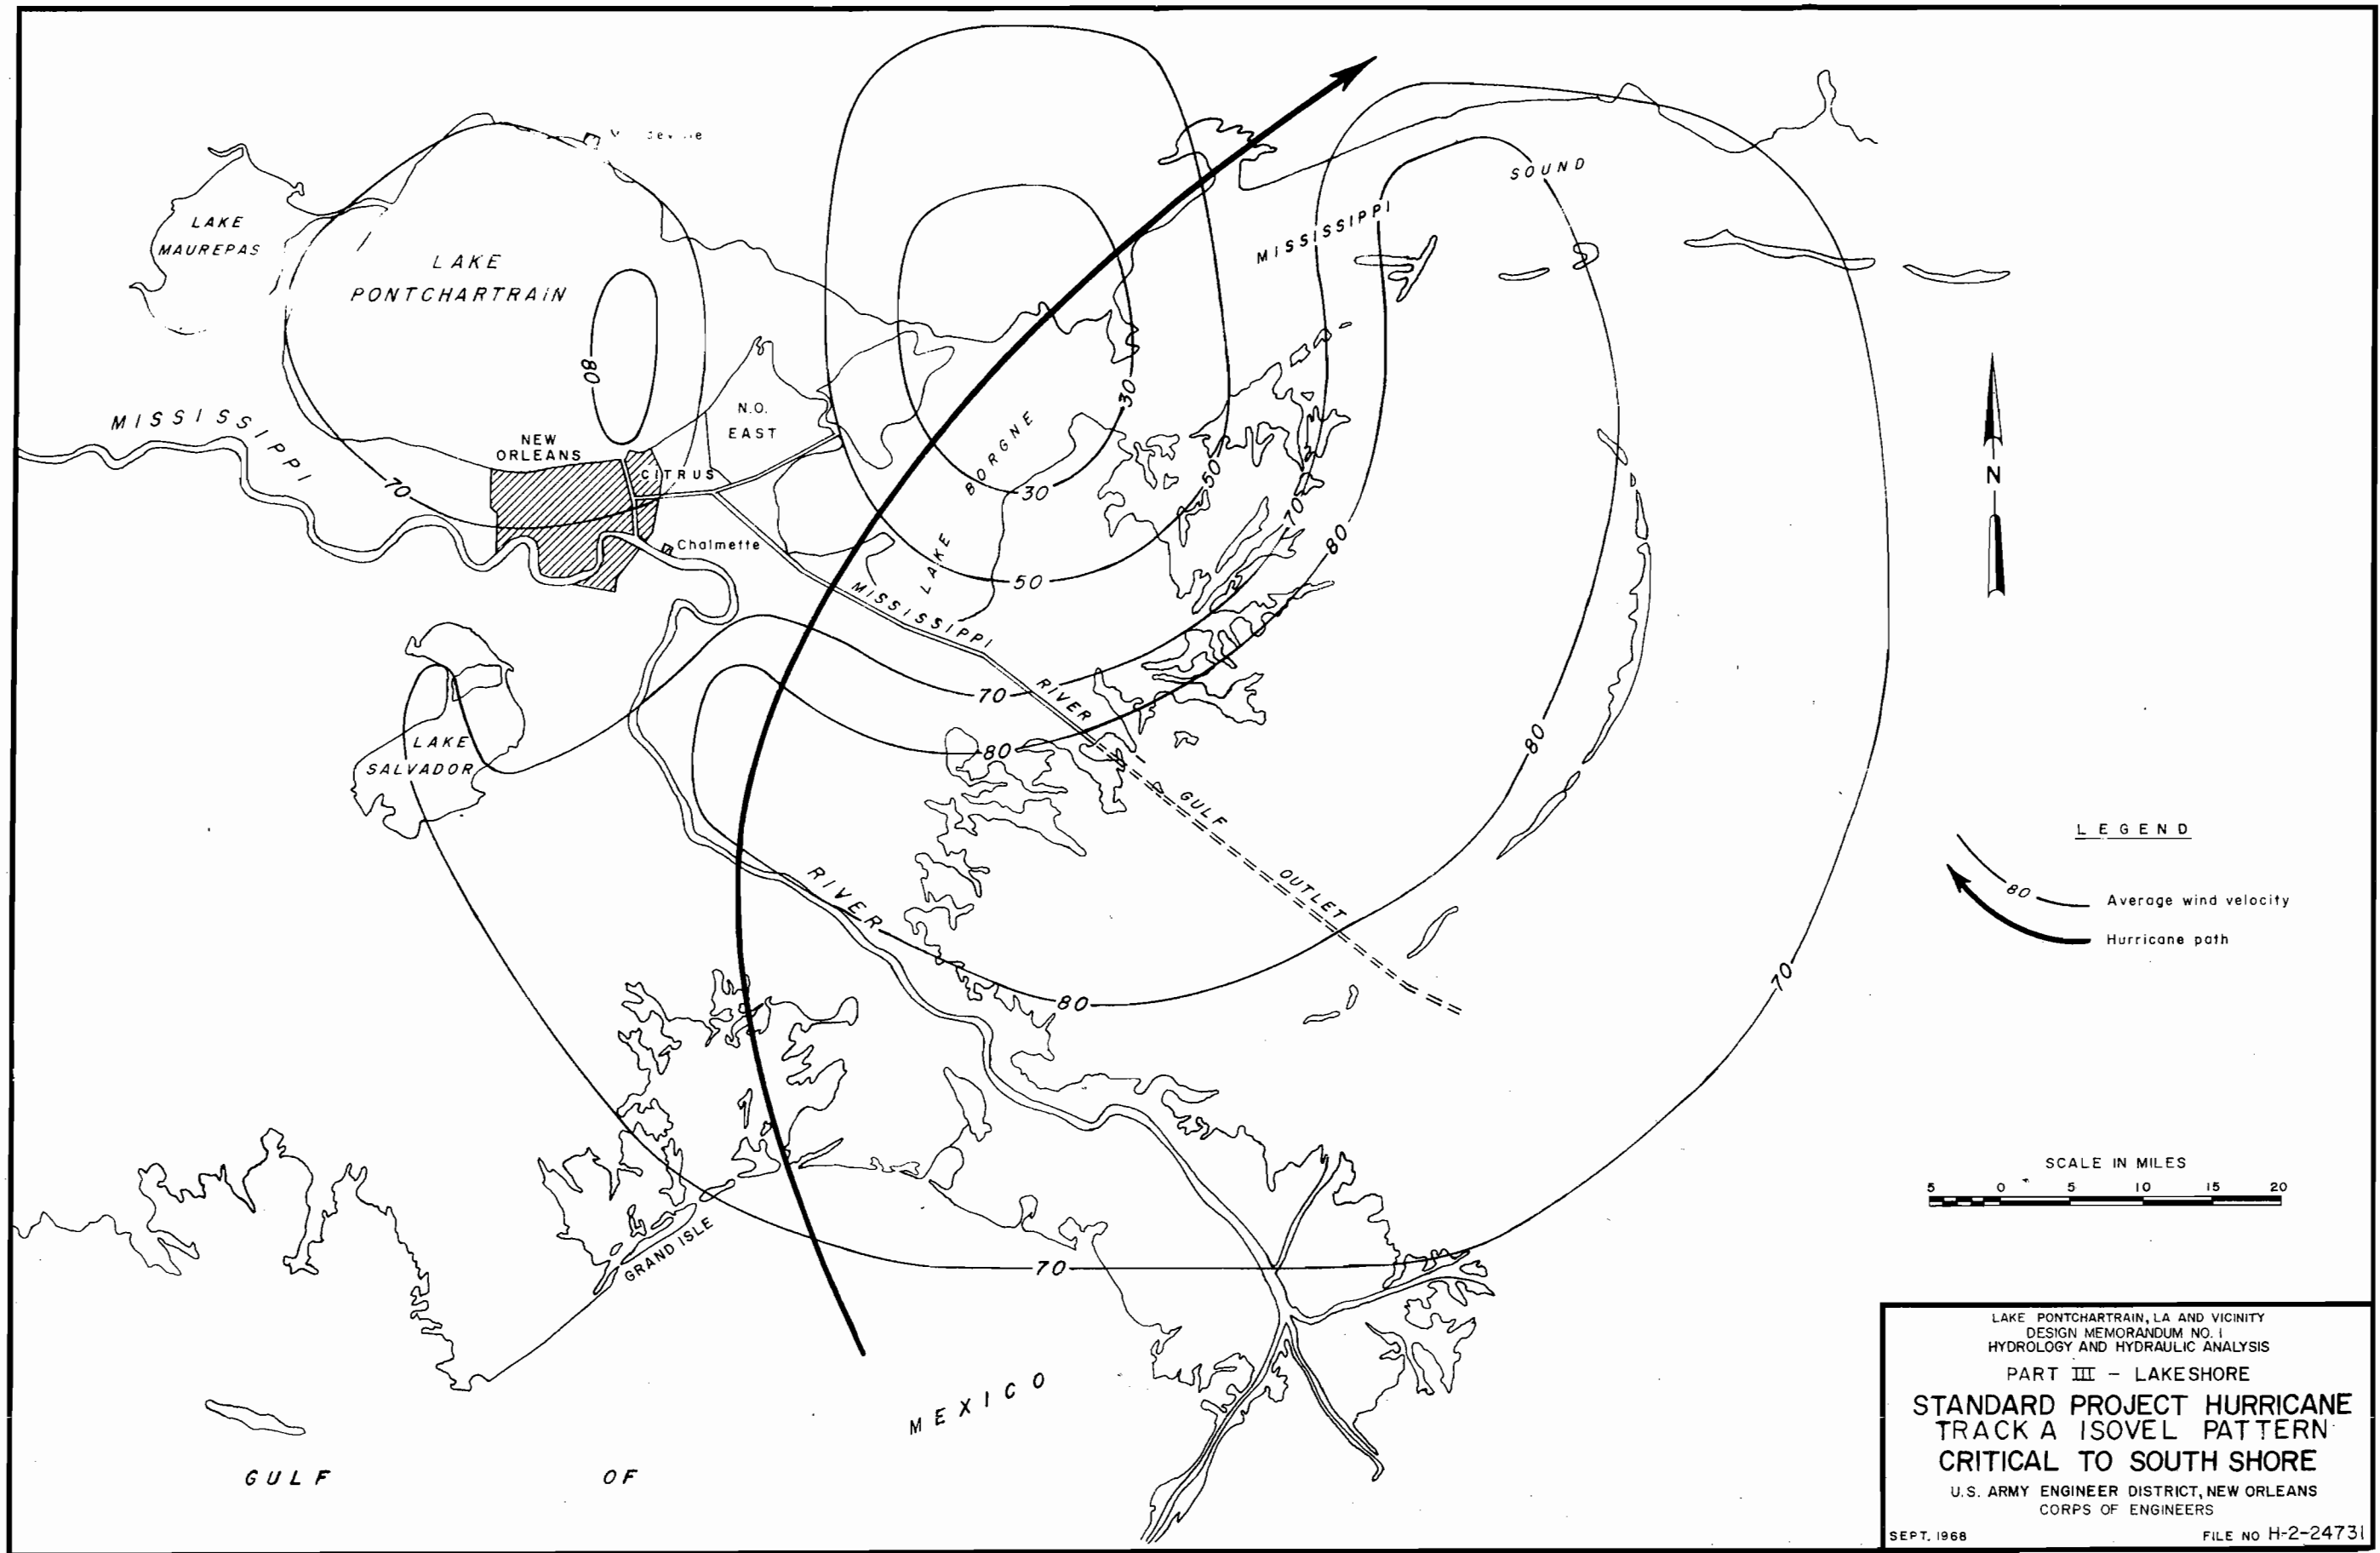 SOUND
LAKE
MAUREPAS
MISSISSIPPI
LAKE
PONTCHARTRAIN
80
30
N.O.
EAST
MISSISSIPPI
NEW
ORLEANS
BORGNE
CITRUS
50
70
30
70
N
80
Chalmette
LAKE
50
MISSISSIPPI
70
RIVER
LAKE
SALVADOR
80
80
GULF
LEGEND
RIVER
OUTLET
80
Average wind velocity
Hurricane path
80
70
SCALE IN MILES
5 0 5 10 15 20
GRAND ISLE
70
MEXICO
GULF OF
LAKE PONTCHARTRAIN, LA AND VICINITY
DESIGN MEMORANDUM NO. 1
HYDROLOGY AND HYDRAULIC ANALYSIS
PART III - LAKESHORE
STANDARD PROJECT HURRICANE
TRACK A ISOVEL PATTERN
CRITICAL TO SOUTH SHORE
U.S. ARMY ENGINEER DISTRICT, NEW ORLEANS
CORPS OF ENGINEERS
SEPT. 1968 FILE NO H-2-24731